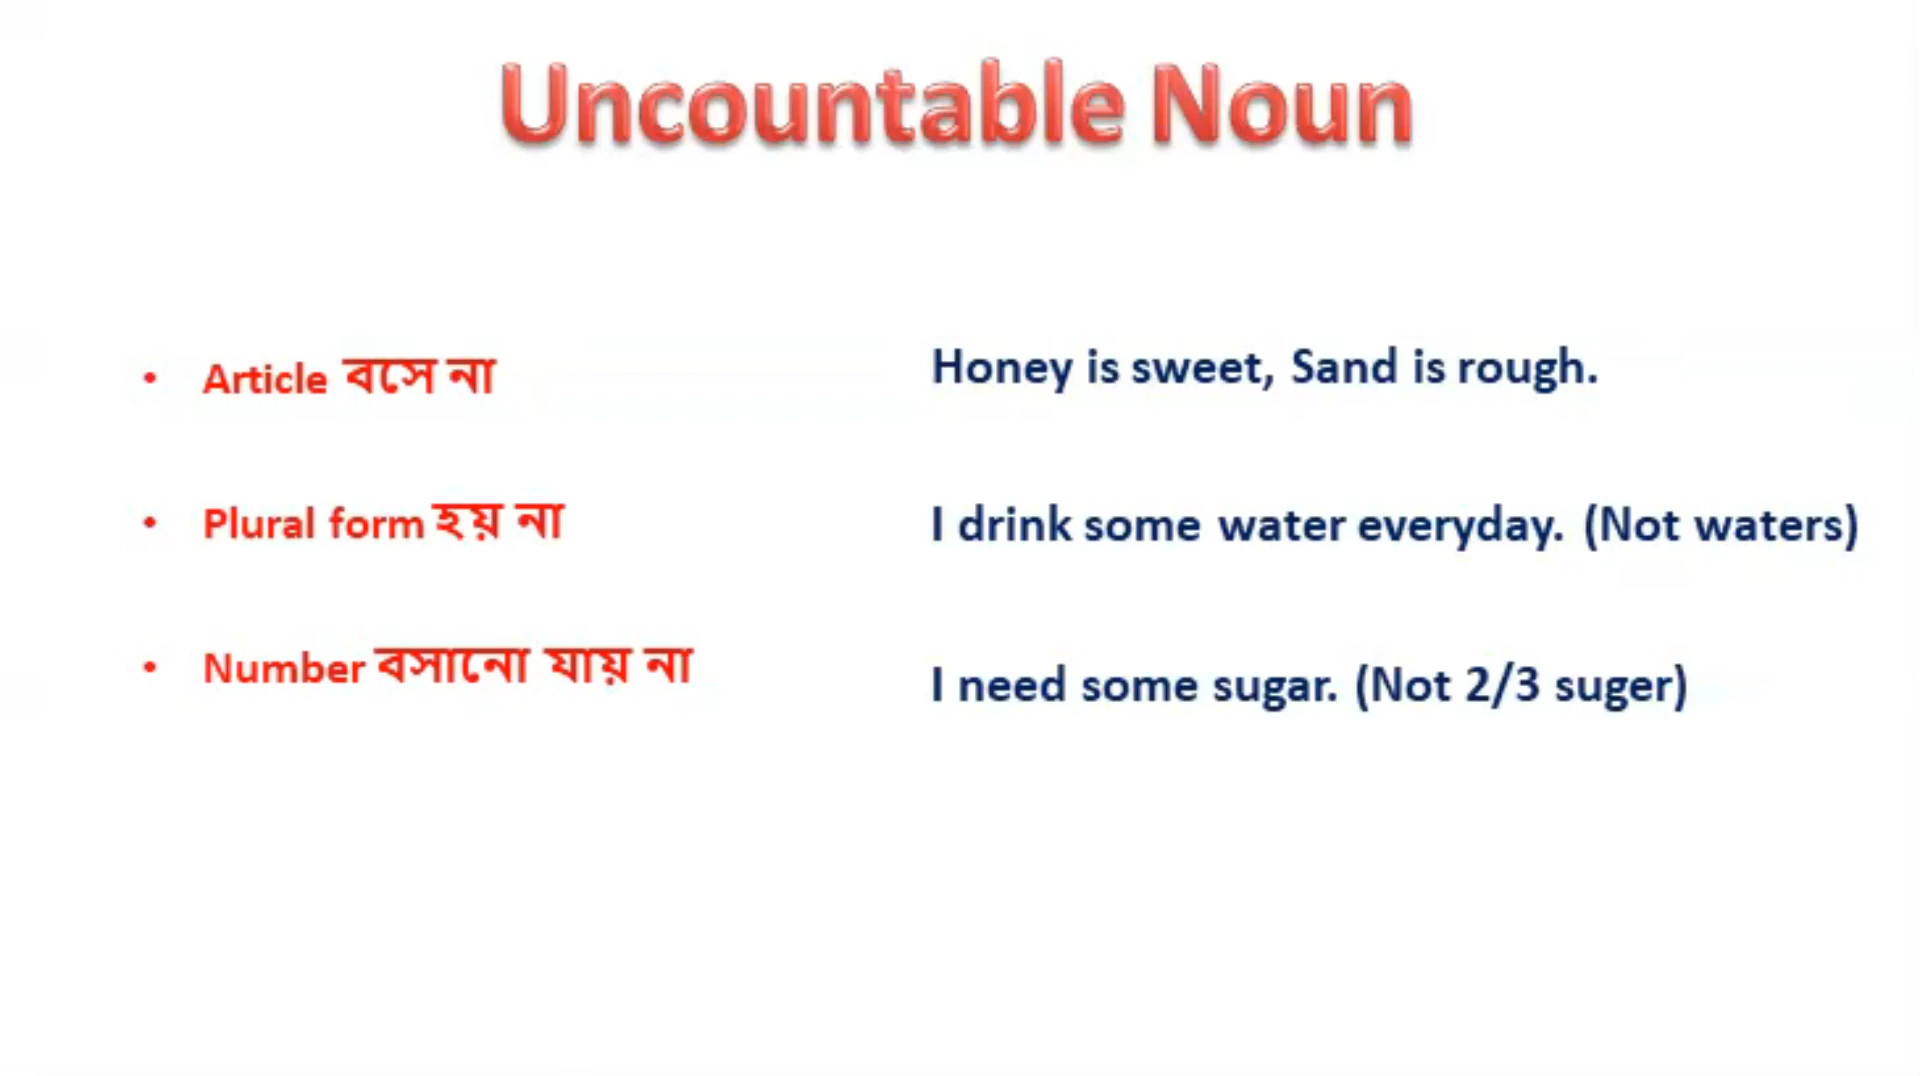 Uncountable Noun
• Article বসে না
Honey is sweet, Sand is rough.
• Plural form হয় না
I drink some water everyday. (Not waters)
• Number বসানো যায় না
I need some sugar. (Not 2/3 suger)